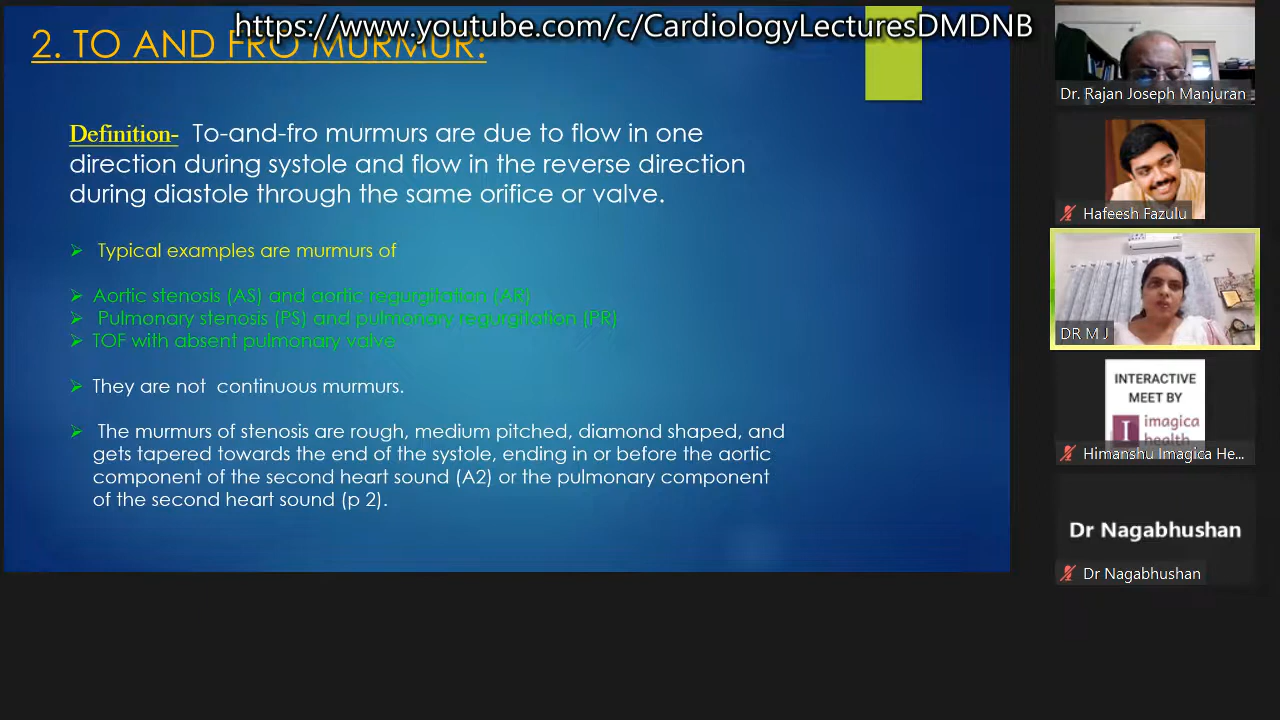 https://www.youtube.com/c/CardiologyLecturesDMDNB
2. TO AND FRO MURMUR:
Definition- To-and-fro murmurs are due to flow in one
direction during systole and flow in the reverse direction
during diastole through the same orifice or valve.
Typical examples are murmurs of
Aortic stenosis (AS) and aortic regurgitation (AR)
Pulmonary stenosis (PS) and pulmonary regurgitation (PR)
TOF with absent pulmonary valve
They are not continuous murmurs.
The murmurs of stenosis are rough, medium pitched, diamond shaped, and
gets tapered towards the end of the systole, ending in or before the aortic
component of the second heart sound (A2) or the pulmonary component
of the second heart sound (p 2).
Dr. Rajan Joseph Manjuran
Hafeesh Fazulu
DR M J
INTERACTIVE
MEET BY
I imagica
health
Himanshu Imagica He...
Dr Nagabhushan
Dr Nagabhushan